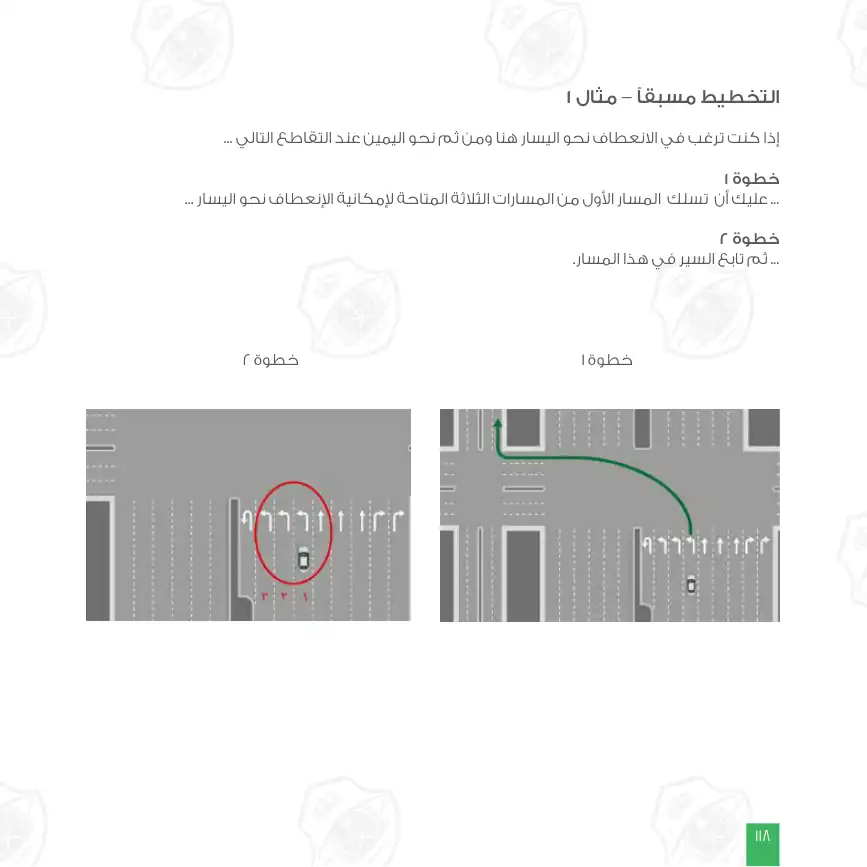 التخطيط مسبقاً – مثال ١
إذا كنت ترغب في الانعطاف نحو اليسار هنا ومن ثم نحو اليمين عند التقاطع التالي ...
خطوة ١
... عليك أن تسلك المسار الأول من المسارات الثلاثة المتاحة لإمكانية الإنعطاف نحو اليسار ...
خطوة ٢
... ثم تابع السير في هذا المسار.
خطوة ١
خطوة ٢
١ ٢ ٣
١١٨